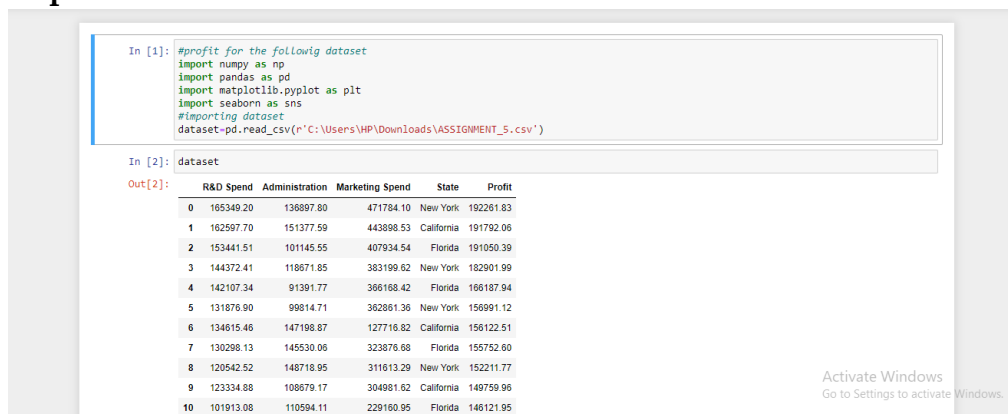 In [1]: #profit for the followig dataset
import numpy as np
import pandas as pd
import matplotlib.pyplot as plt
import seaborn as sns
#importing dataset
dataset=pd.read_csv(r'C:\Users\HP\Downloads\ASSIGNMENT_5.csv')
In [2]: dataset
Out[2]:
R&D Spend Administration Marketing Spend State Profit
0 165349.20 136897.80 471784.10 New York 192261.83
1 162597.70 151377.59 443898.53 California 191792.06
2 153441.51 101145.55 407934.54 Florida 191050.39
3 144372.41 118671.85 383199.62 New York 182901.99
4 142107.34 91391.77 366168.42 Florida 166187.94
5 131876.90 99814.71 362861.36 New York 156991.12
6 134615.46 147198.87 127716.82 California 156122.51
7 130298.13 145530.06 323876.68 Florida 155752.60
8 120542.52 148718.95 311613.29 New York 152211.77
9 123334.88 108679.17 304981.62 California 149759.96
10 101913.08 110594.11 229160.95 Florida 146121.95
Activate Windows
Go to Settings to activate Windows.